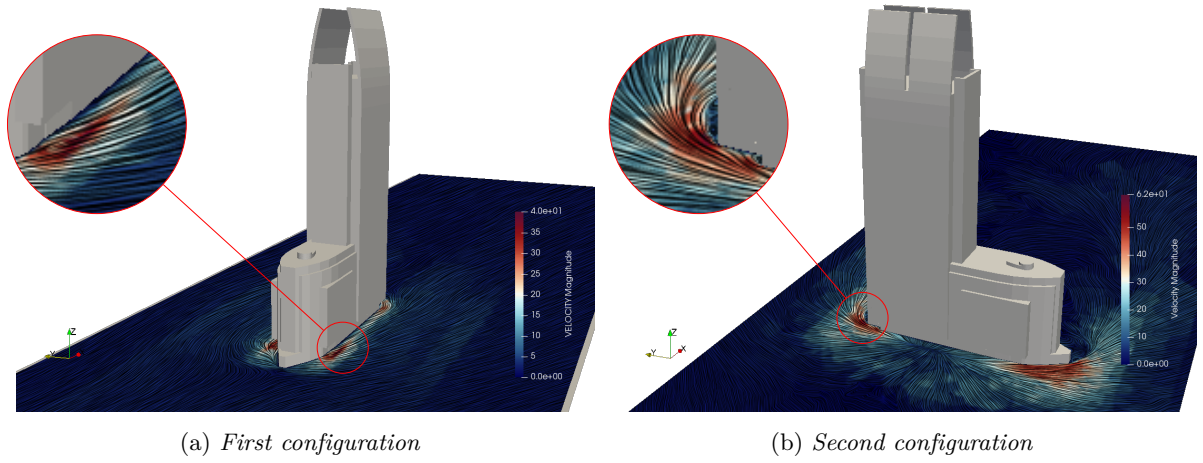 4.0e+01
35
30
25
20
15
10
5
0.0e+00
VELOCITY Magnitude
Z
Y
6.2e+01
50
40
30
20
10
0.0e+00
Velocity Magnitude
Z
Y
X
(a) First configuration
(b) Second configuration